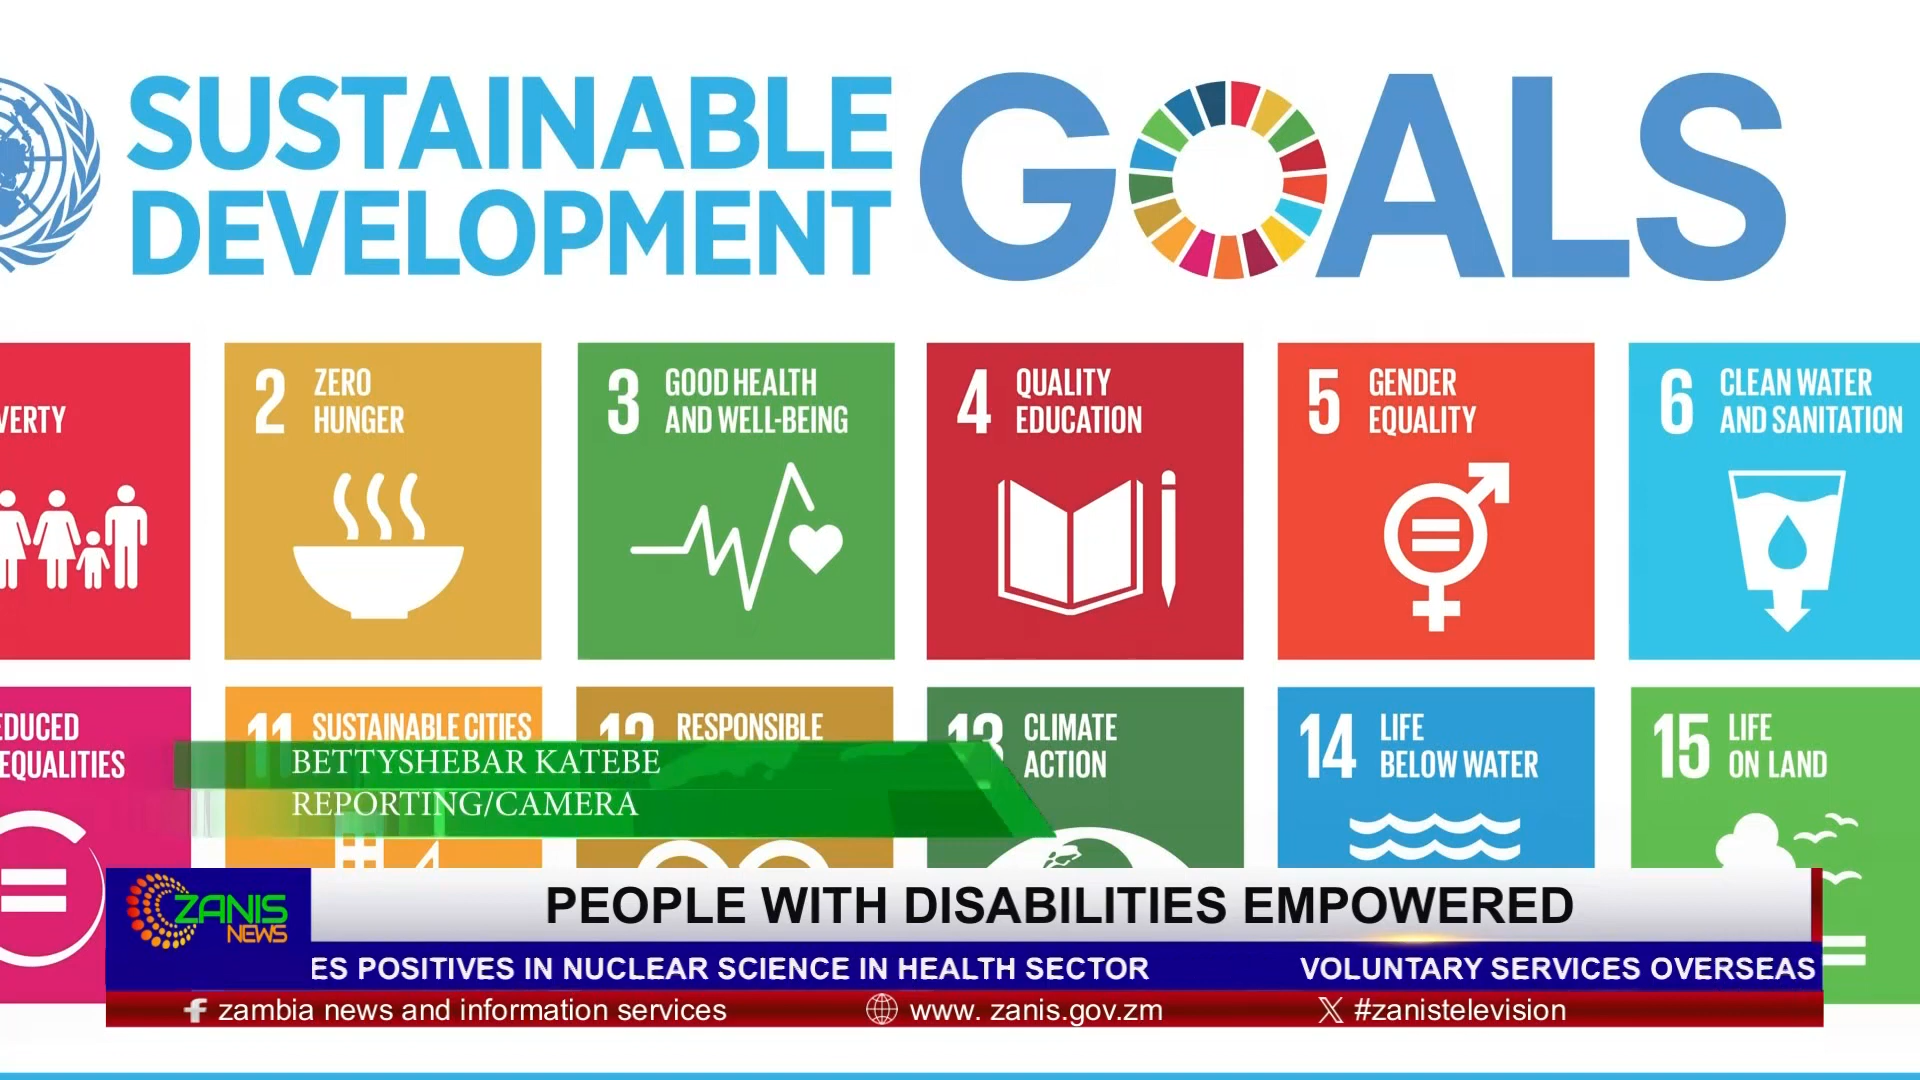 SUSTAINABLE
DEVELOPMENT
GOALS
VERTY
2 ZERO
HUNGER
3 GOOD HEALTH
AND WELL-BEING
4 QUALITY
EDUCATION
5 GENDER
EQUALITY
6 CLEAN WATER
AND SANITATION
EDUCED
EQUALITIES
11 SUSTAINABLE CITIES
12 RESPONSIBLE
13 CLIMATE
ACTION
14 LIFE
BELOW WATER
15 LIFE
ON LAND
BETTYSHEBAR KATEBE
REPORTING/CAMERA
ZANIS
NEWS
PEOPLE WITH DISABILITIES EMPOWERED
ES POSITIVES IN NUCLEAR SCIENCE IN HEALTH SECTOR VOLUNTARY SERVICES OVERSEAS
zambia news and information services www. zanis.gov.zm #zanistelevision